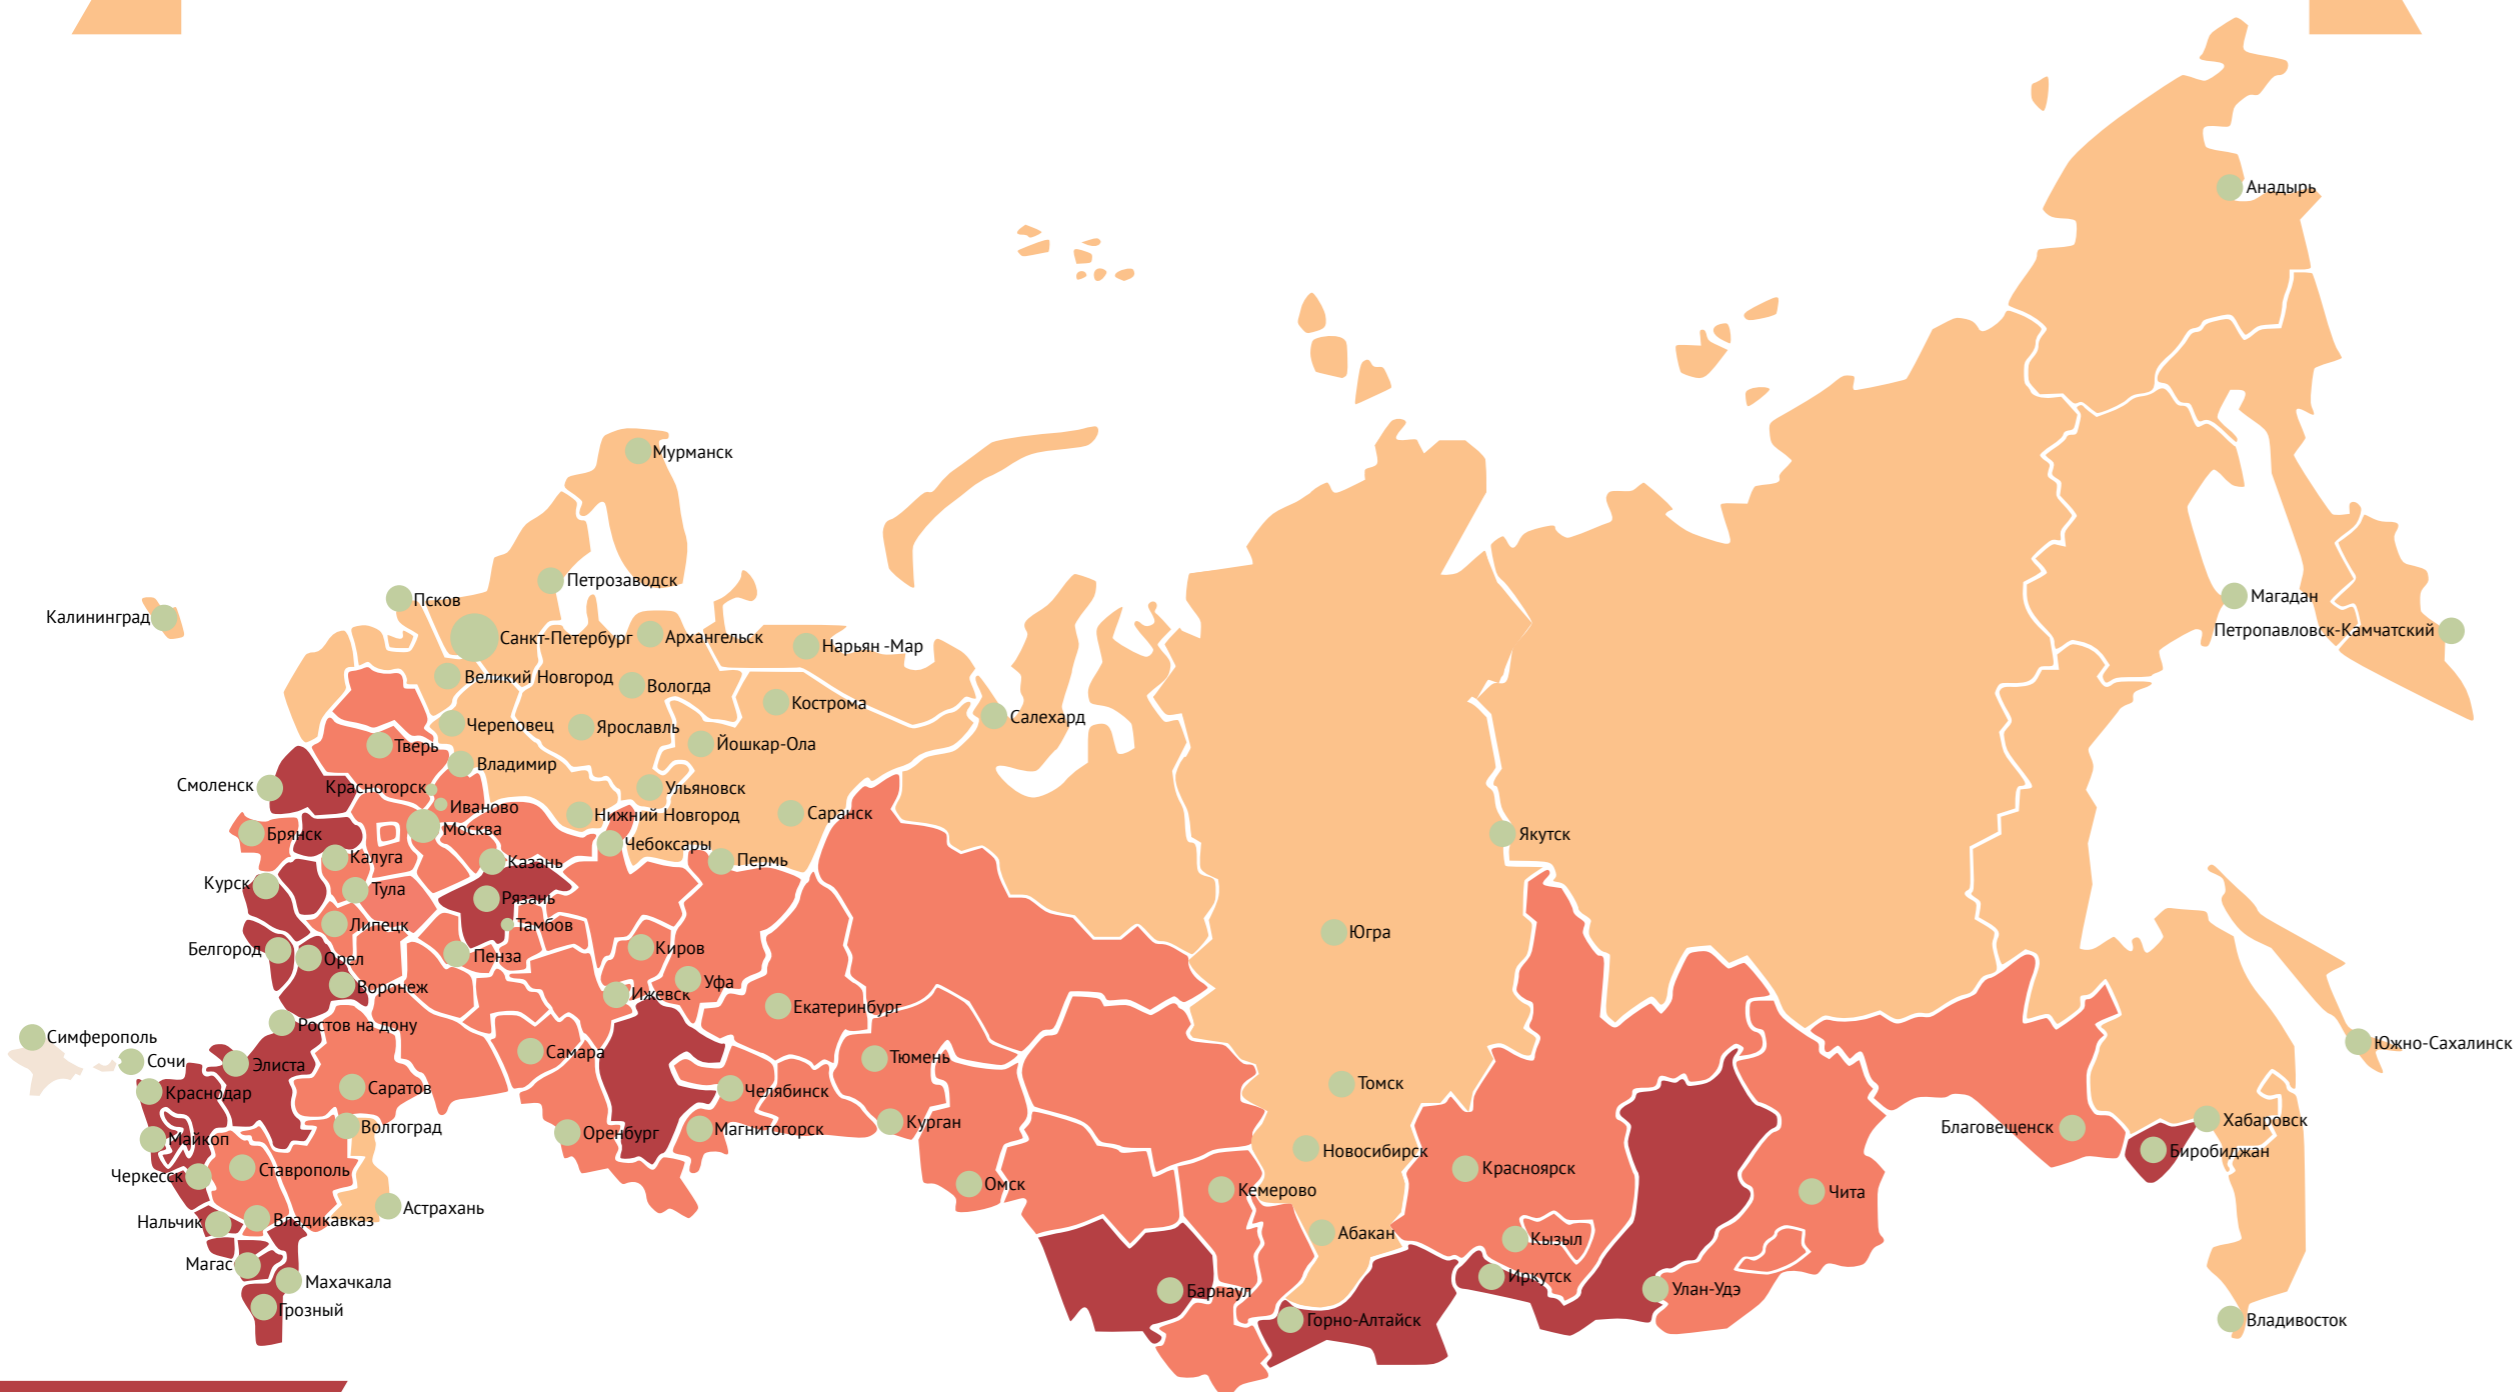 Анадырь
Мурманск
Петрозаводск
Магадан
Псков
Калининград
Петропавловск-Камчатский
Санкт-Петербург
Архангельск
Нарьян -Мар
Великий Новгород
Вологда
Кострома
Салехард
Череповец
Ярославль
Йошкар-Ола
Тверь
Владимир
Смоленск
Красногорск
Ульяновск
Иваново
Нижний Новгород
Саранск
Москва
Брянск
Якутск
Чебоксары
Калуга
Казань
Пермь
Курск
Тула
Рязань
Липецк
Тамбов
Югра
Белгород
Киров
Орел
Пенза
Уфа
Воронеж
Ижевск
Екатеринбург
Ростов на дону
Симферополь
Южно-Сахалинск
Самара
Тюмень
Сочи
Элиста
Томск
Саратов
Челябинск
Краснодар
Курган
Хабаровск
Волгоград
Благовещенск
Магнитогорск
Оренбург
Майкоп
Новосибирск
Биробиджан
Ставрополь
Красноярск
Черкесск
Омск
Кемерово
Чита
Астрахань
Нальчик
Владикавказ
Абакан
Кызыл
Магас
Иркутск
Махачкала
Улан-Удэ
Барнаул
Грозный
Горно-Алтайск
Владивосток